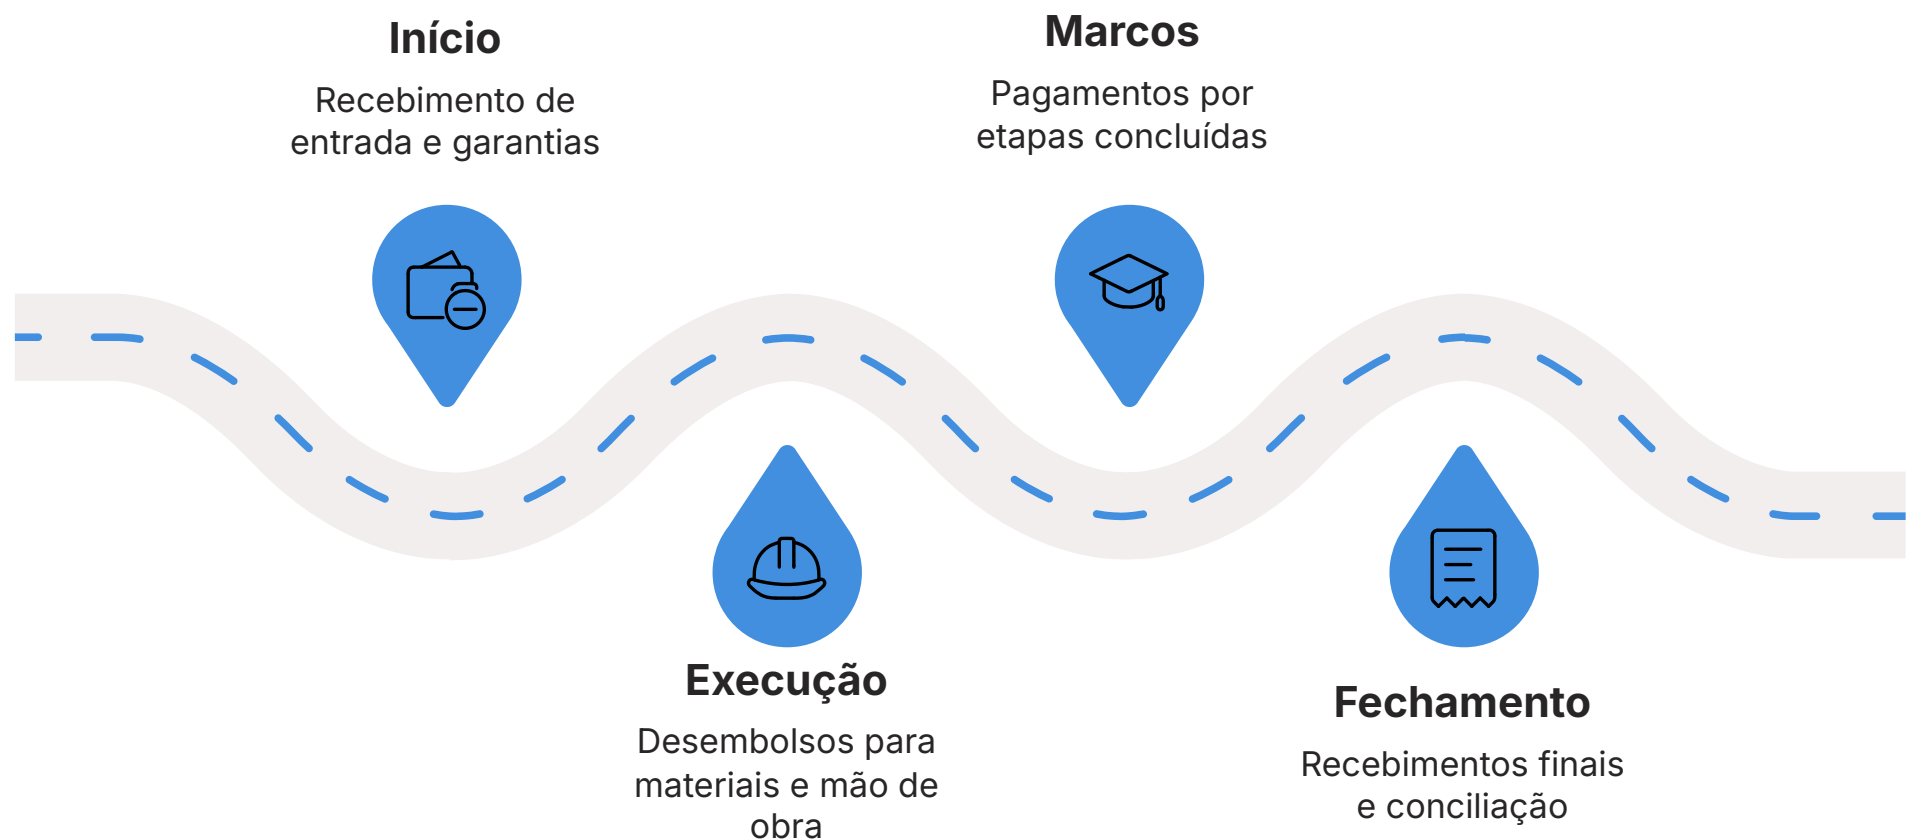 Início
Recebimento de
entrada e garantias
Marcos
Pagamentos por
etapas concluídas
Execução
Desembolsos para
materiais e mão de
obra
Fechamento
Recebimentos finais
e conciliação